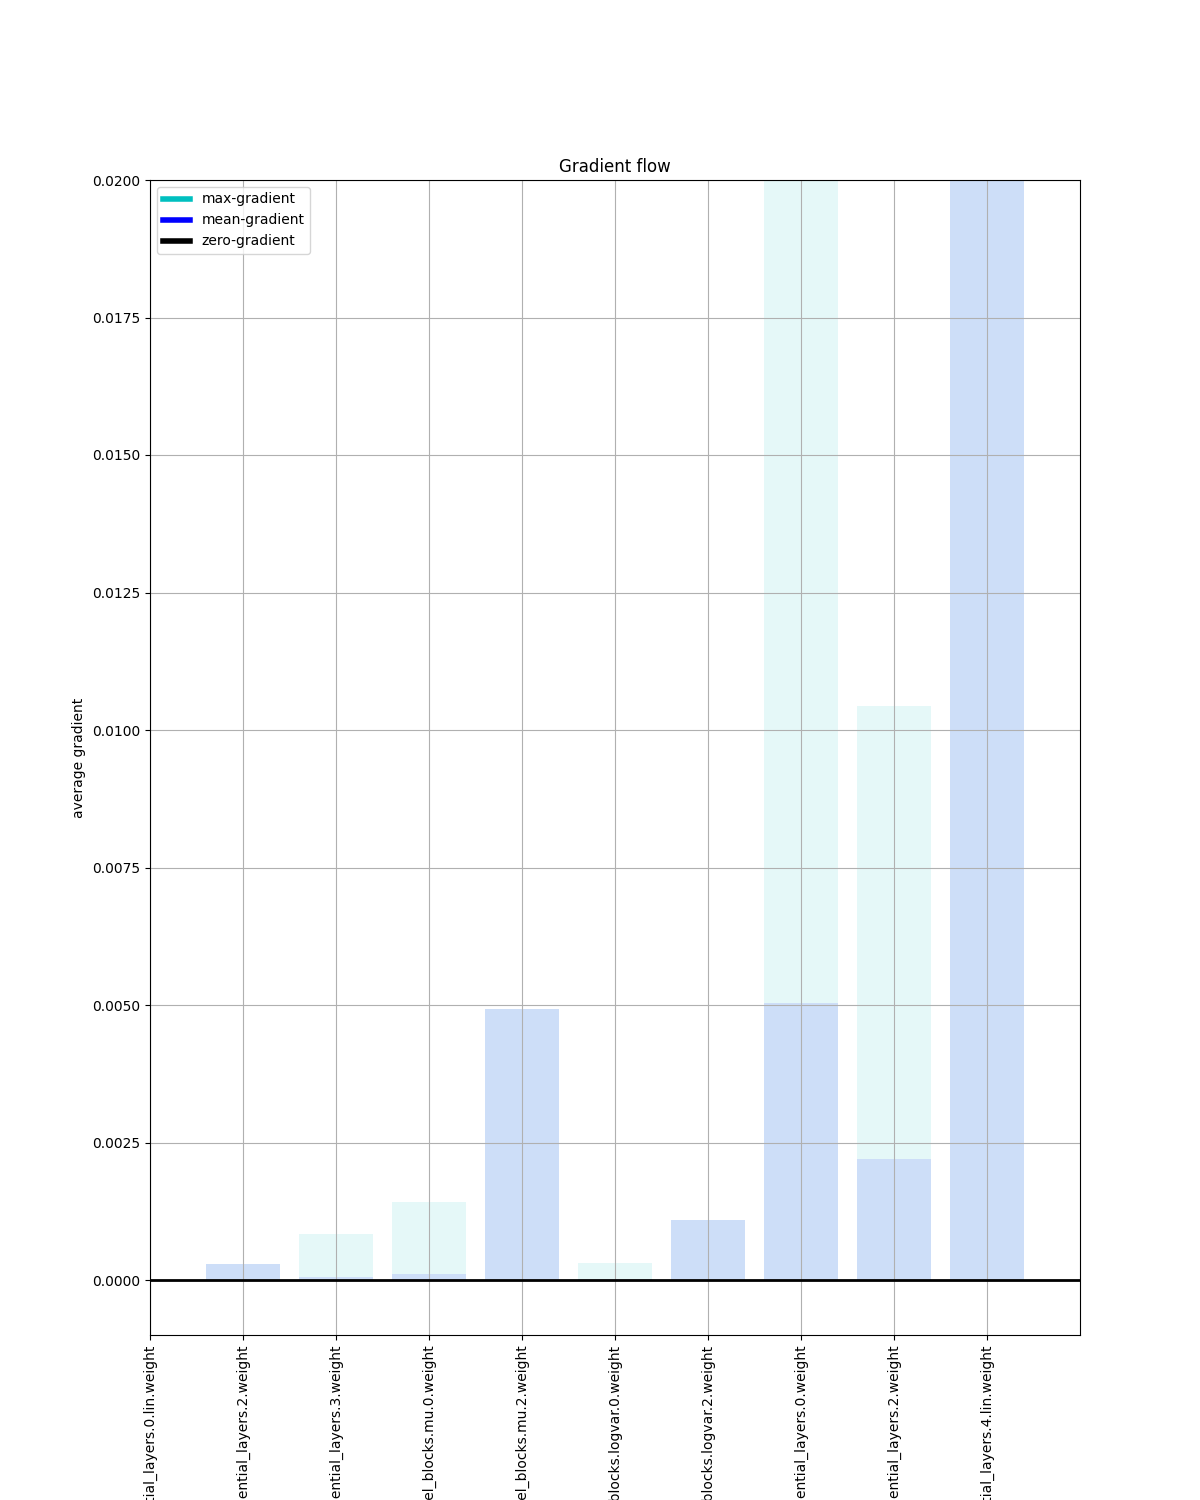 Gradient flow
max-gradient
mean-gradient
zero-gradient
0.0200
0.0175
0.0150
0.0125
0.0100
0.0075
0.0050
0.0025
0.0000
average gradient
tial_layers.0.lin.weight
ential_layers.2.weight
ential_layers.3.weight
el_blocks.mu.0.weight
el_blocks.mu.2.weight
blocks.logvar.0.weight
blocks.logvar.2.weight
ential_layers.0.weight
ential_layers.2.weight
tial_layers.4.lin.weight